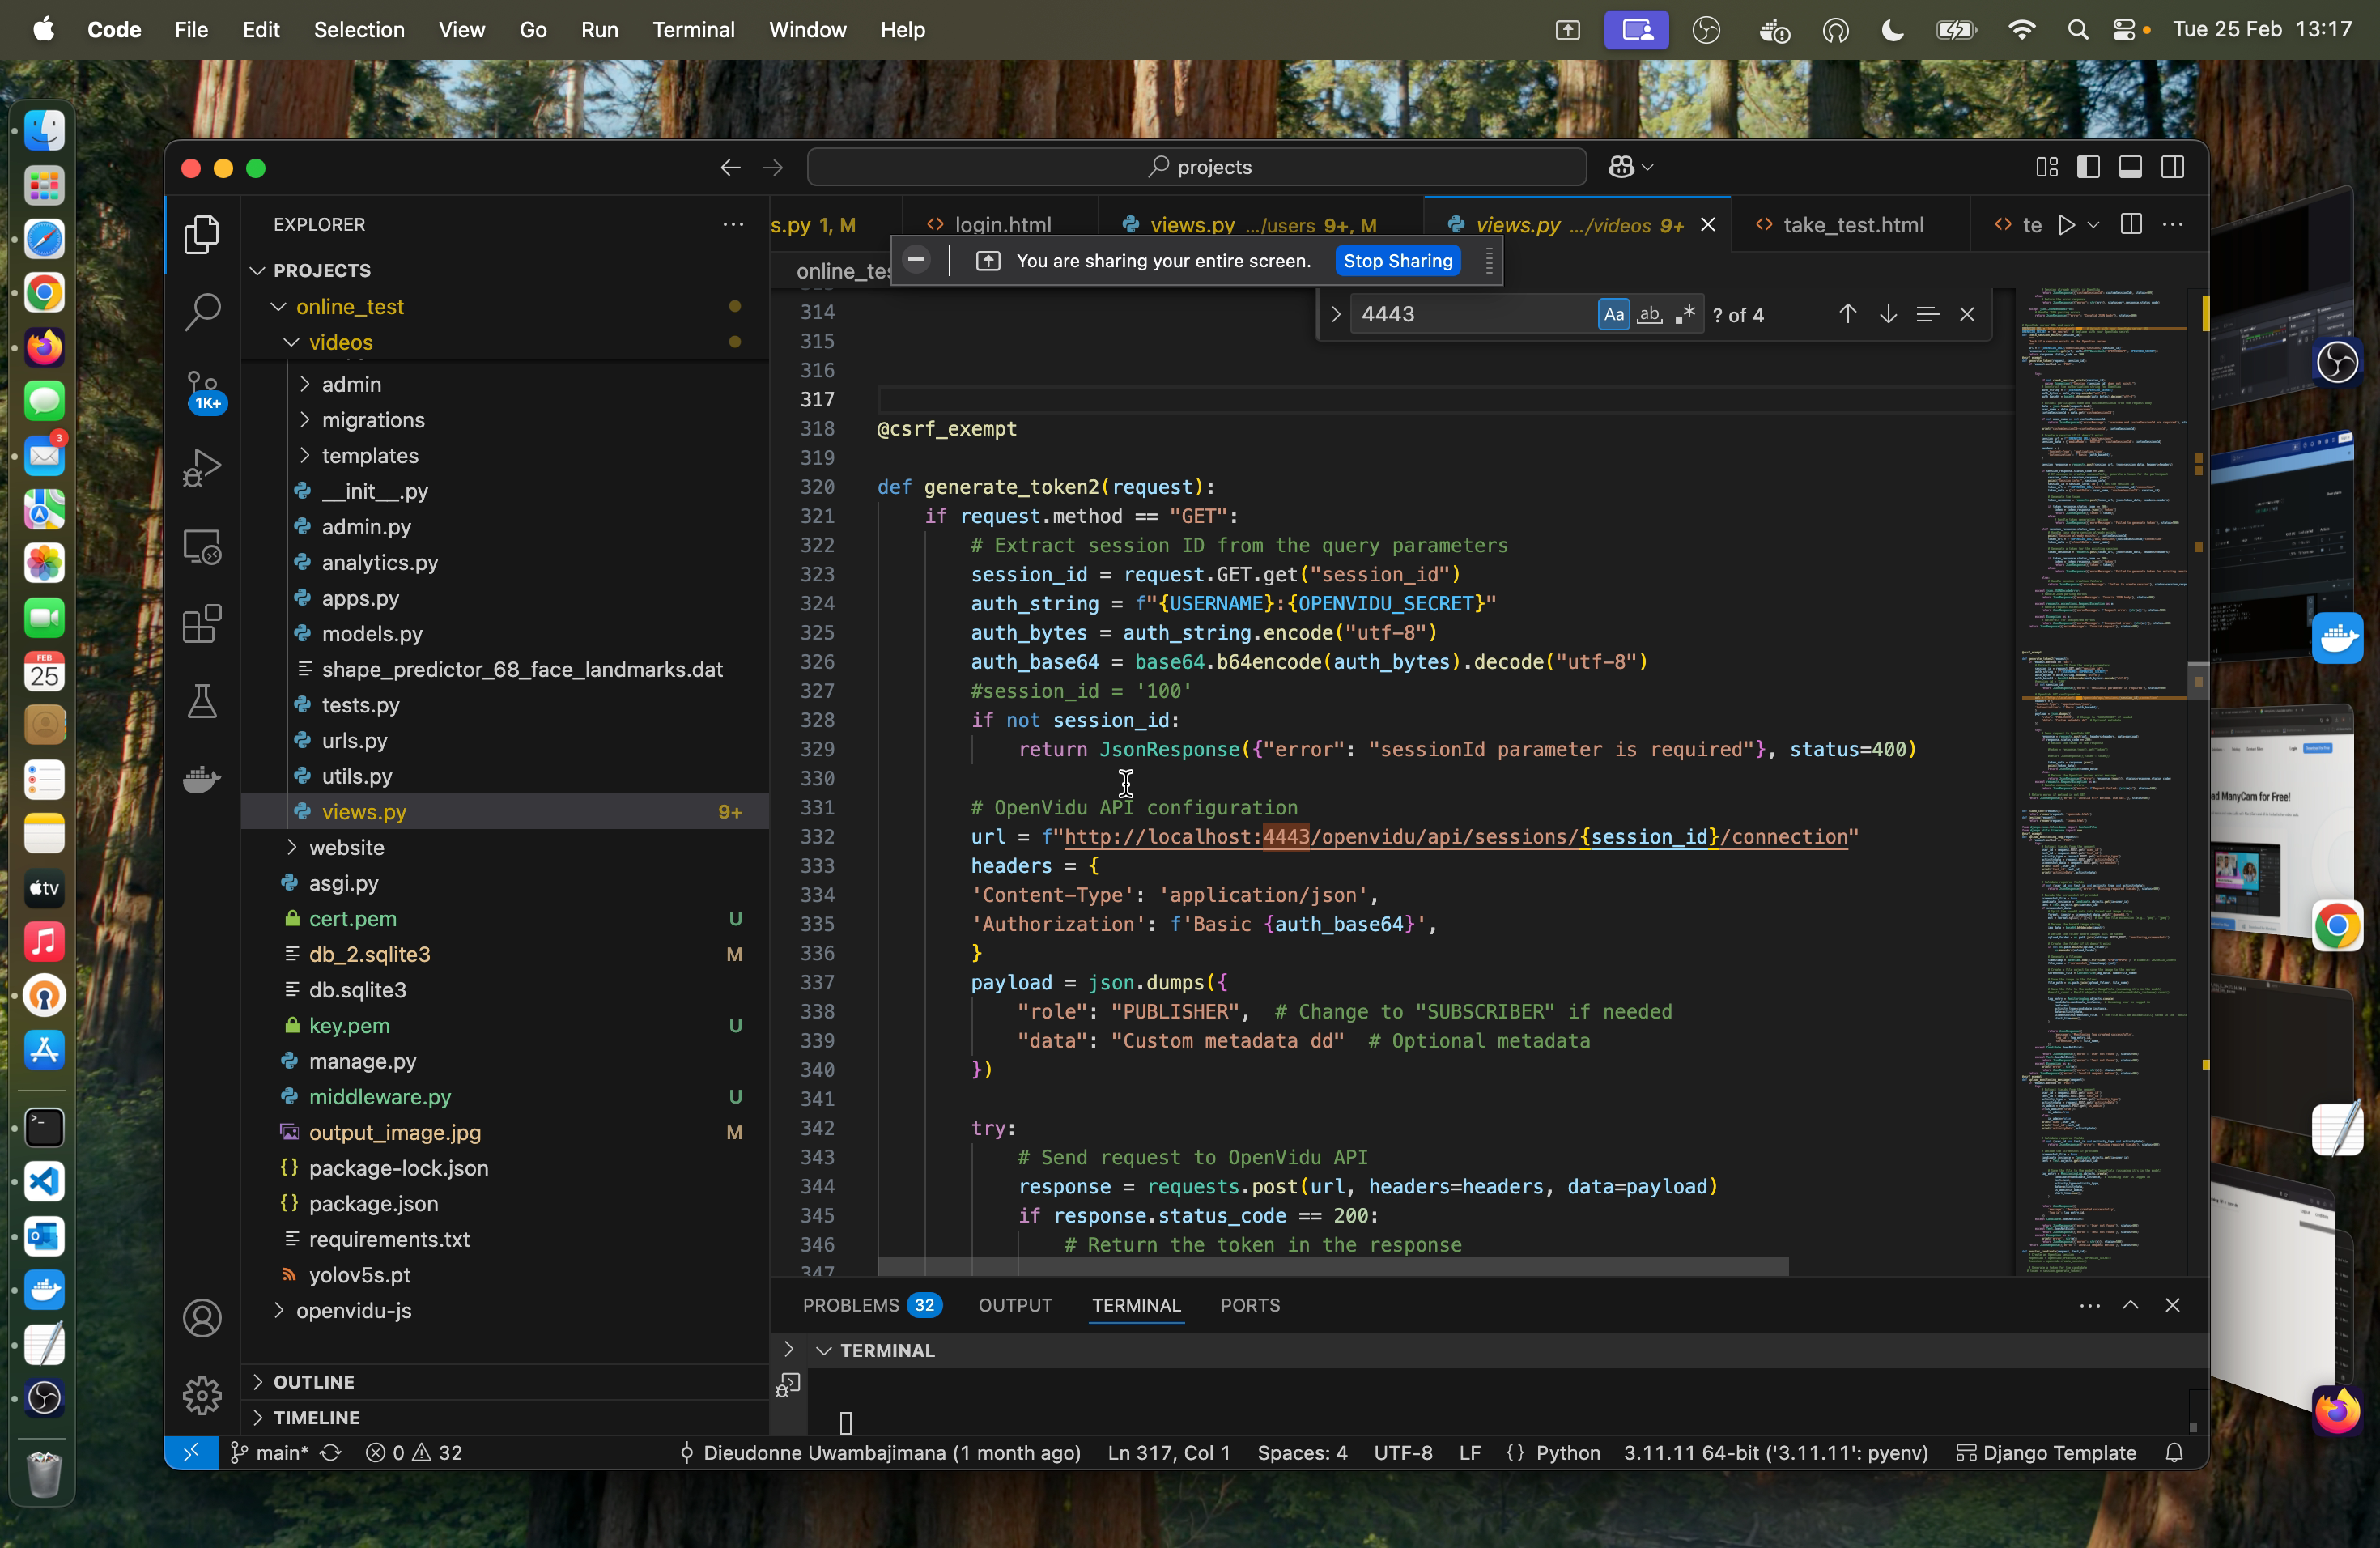 Code File Edit Selection View Go Run Terminal Window Help
Tue 25 Feb 13:17
projects
EXPLORER
PROJECTS
online_test
videos
admin
migrations
templates
__init__.py
admin.py
analytics.py
apps.py
models.py
shape_predictor_68_face_landmarks.dat
tests.py
urls.py
utils.py
views.py 9+
website
asgi.py
cert.pem U
db_2.sqlite3 M
db.sqlite3
key.pem U
manage.py
middleware.py U
output_image.jpg M
package-lock.json
package.json
requirements.txt
yolov5s.pt
openvidu-js
OUTLINE
TIMELINE
1K+
3
FEB
25
tv
s.py 1, M
login.html
views.py .../users 9+, M
views.py .../videos 9+
take_test.html
te
online_tes
You are sharing your entire screen. Stop Sharing
4443 Aa ab ? of 4
314
315
316
317
318 @csrf_exempt
319
320 def generate_token2(request):
321 if request.method == "GET":
322 # Extract session ID from the query parameters
323 session_id = request.GET.get("session_id")
324 auth_string = f"{USERNAME}:{OPENVIDU_SECRET}"
325 auth_bytes = auth_string.encode("utf-8")
326 auth_base64 = base64.b64encode(auth_bytes).decode("utf-8")
327 #session_id = '100'
328 if not session_id:
329 return JsonResponse({"error": "sessionId parameter is required"}, status=400)
330
331 # OpenVidu API configuration
332 url = f"http://localhost:4443/openvidu/api/sessions/{session_id}/connection"
333 headers = {
334 'Content-Type': 'application/json',
335 'Authorization': f'Basic {auth_base64}',
336 }
337 payload = json.dumps({
338 "role": "PUBLISHER", # Change to "SUBSCRIBER" if needed
339 "data": "Custom metadata dd" # Optional metadata
340 })
341
342 try:
343 # Send request to OpenVidu API
344 response = requests.post(url, headers=headers, data=payload)
345 if response.status_code == 200:
346 # Return the token in the response
347
PROBLEMS 32 OUTPUT TERMINAL PORTS
TERMINAL
main* 0 32 Dieudonne Uwambajimana (1 month ago) Ln 317, Col 1 Spaces: 4 UTF-8 LF {} Python 3.11.11 64-bit ('3.11.11': pyenv) Django Template
ad ManyCam for Free!